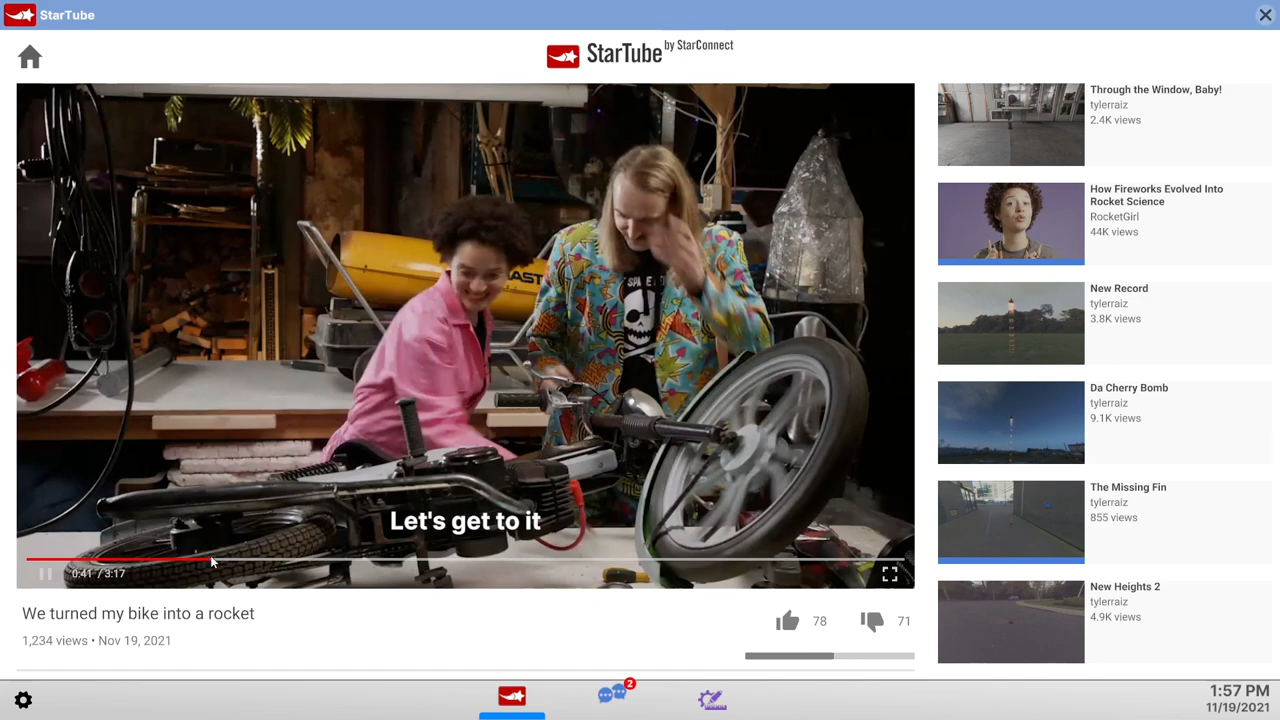 StarTube
StarTube by StarConnect
SPA E
AST
Let's get to it
0:41 / 3:17
We turned my bike into a rocket
1,234 views • Nov 19, 2021
78
71
Through the Window, Baby!
tylerraiz
2.4K views
How Fireworks Evolved Into
Rocket Science
RocketGirl
44K views
New Record
tylerraiz
3.8K views
Da Cherry Bomb
tylerraiz
9.1K views
The Missing Fin
tylerraiz
855 views
New Heights 2
tylerraiz
4.9K views
2
1:57 PM
11/19/2021